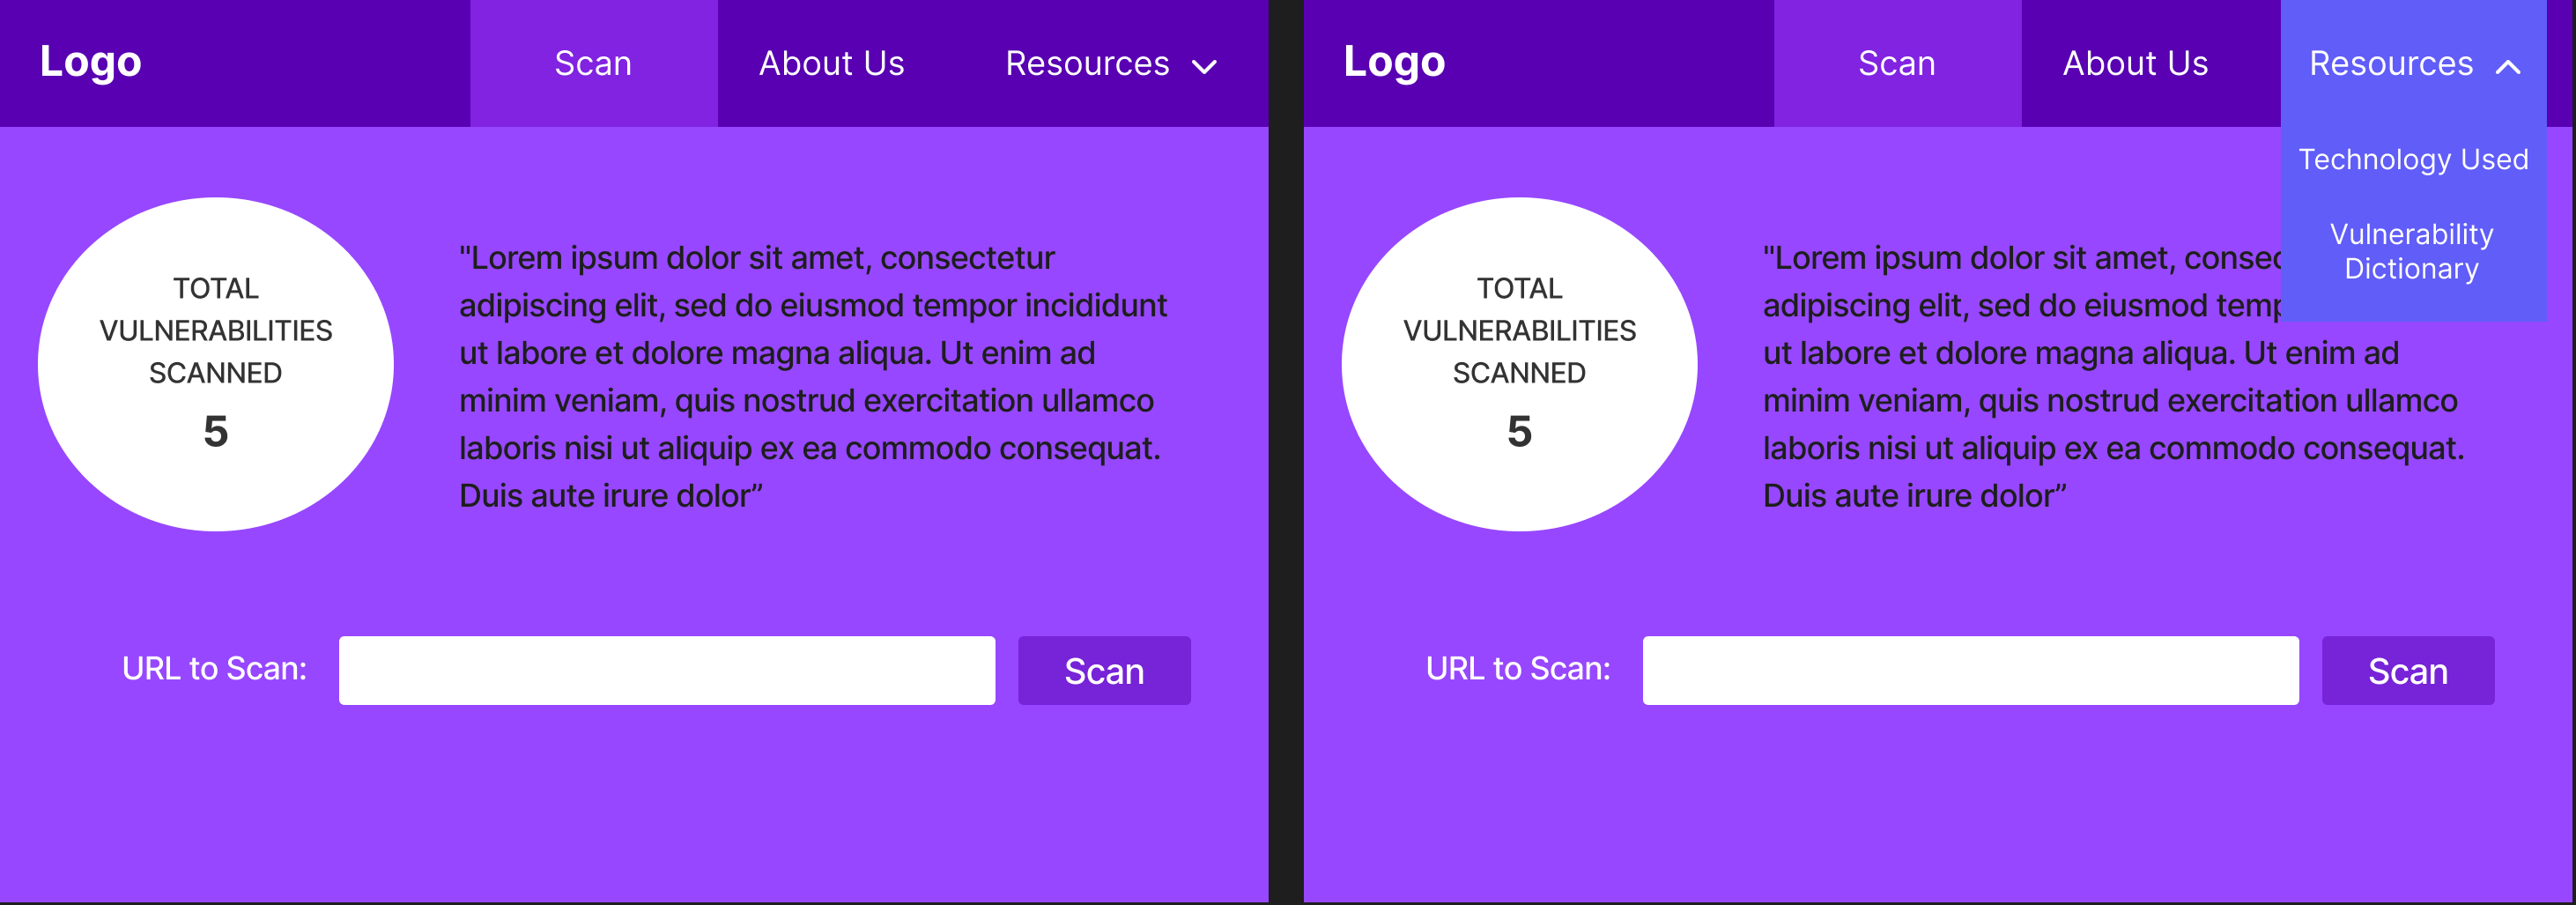 Logo
Scan
About Us
Resources
TOTAL
VULNERABILITIES
SCANNED
5
"Lorem ipsum dolor sit amet, consectetur
adipiscing elit, sed do eiusmod tempor incididunt
ut labore et dolore magna aliqua. Ut enim ad
minim veniam, quis nostrud exercitation ullamco
laboris nisi ut aliquip ex ea commodo consequat.
Duis aute irure dolor”
URL to Scan:
Scan
Logo
Scan
About Us
Resources
Technology Used
Vulnerability
Dictionary
TOTAL
VULNERABILITIES
SCANNED
5
"Lorem ipsum dolor sit amet, consec
adipiscing elit, sed do eiusmod temp
ut labore et dolore magna aliqua. Ut enim ad
minim veniam, quis nostrud exercitation ullamco
laboris nisi ut aliquip ex ea commodo consequat.
Duis aute irure dolor”
URL to Scan:
Scan